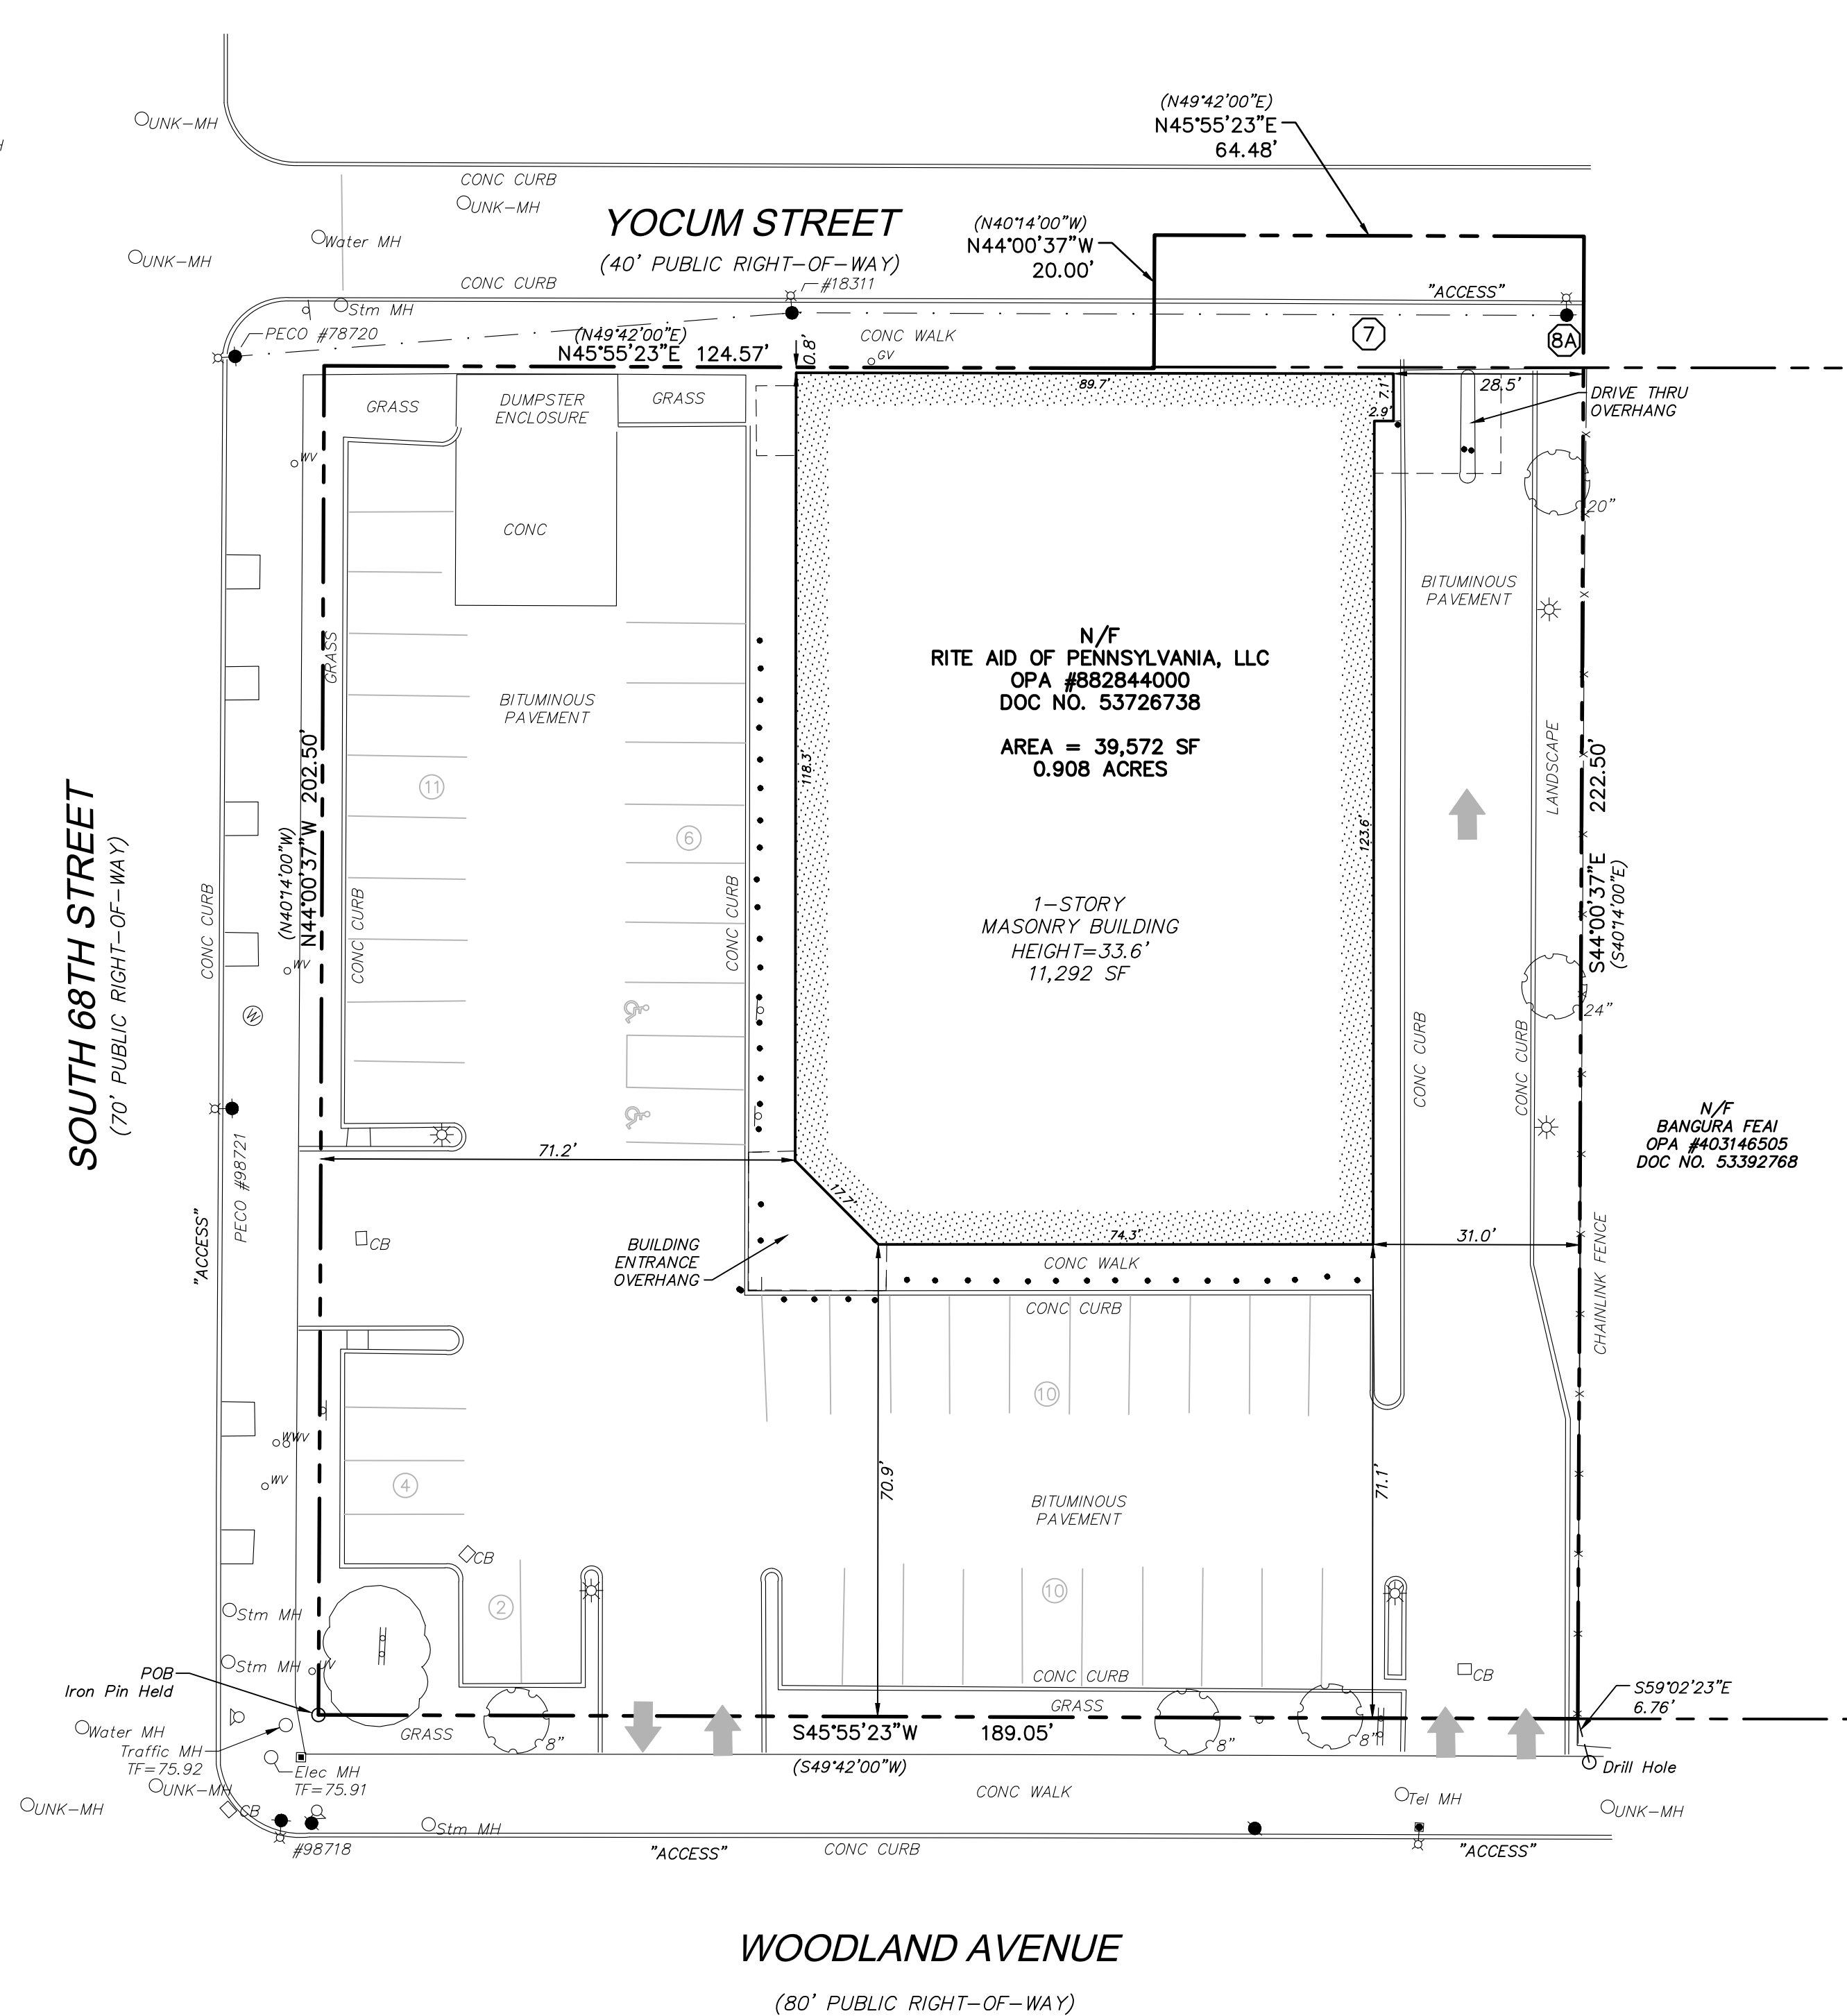 UNK-MH
H
CONC CURB
UNK-MH
Water MH
UNK-MH
YOCUM STREET
(40' PUBLIC RIGHT-OF-WAY)
CONC CURB
#18311
Stm MH
PECO #78720
(N49°42'00"E)
N45°55'23"E 124.57'
0.8'
CONC WALK
GV
(N49°42'00"E)
N45°55'23"E
64.48'
(N40°14'00"W)
N44°00'37"W
20.00'
"ACCESS"
7
8A
89.7'
7.1'
2.9'
28.5'
DRIVE THRU
OVERHANG
GRASS
DUMPSTER
ENCLOSURE
GRASS
WV
CONC
20"
BITUMINOUS
PAVEMENT
GRASS
BITUMINOUS
PAVEMENT
N/F
RITE AID OF PENNSYLVANIA, LLC
OPA #882844000
DOC NO. 53726738
AREA = 39,572 SF
0.908 ACRES
118.3'
123.6'
LANDSCAPE
11
6
SOUTH 68TH STREET
(70' PUBLIC RIGHT-OF-WAY)
CONC CURB
(N40°14'00"W)
N44°00'37"W 202.50'
CONC CURB
CONC CURB
1-STORY
MASONRY BUILDING
HEIGHT=33.6'
11,292 SF
S44°00'37"E 222.50'
(S40°14'00"E)
WV
W
24"
CONC CURB
CONC CURB
N/F
BANGURA FEAI
OPA #403146505
DOC NO. 53392768
PECO #98721
"ACCESS"
71.2'
17.7'
74.3'
31.0'
CB
BUILDING
ENTRANCE
OVERHANG
CONC WALK
CONC CURB
CHAINLINK FENCE
10
WWV
WV
4
70.9'
71.1'
BITUMINOUS
PAVEMENT
CB
2
10
Stm MH
Stm MH
POB
Iron Pin Held
CONC CURB
GRASS
CB
S59°02'23"E
6.76'
Water MH
Traffic MH
TF=75.92
GRASS
8"
S45°55'23"W 189.05'
(S49°42'00"W)
8"
8"
Drill Hole
Elec MH
TF=75.91
UNK-MH
UNK-MH
CB
CONC WALK
Tel MH
UNK-MH
Stm MH
#98718
"ACCESS"
CONC CURB
"ACCESS"
WOODLAND AVENUE
(80' PUBLIC RIGHT-OF-WAY)